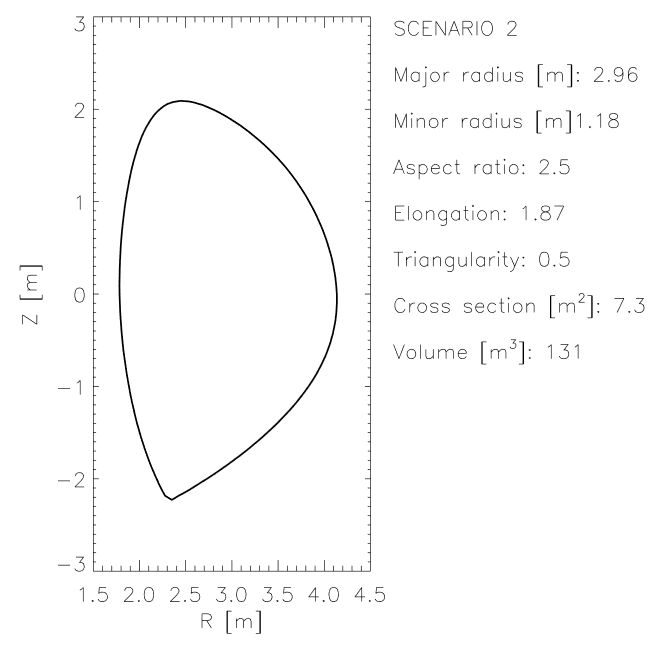 SCENARIO 2
Major radius [m]: 2.96
Minor radius [m]1.18
Aspect ratio: 2.5
Elongation: 1.87
Triangularity: 0.5
Cross section [m²]: 7.3
Volume [m³]: 131
3
2
1
0
−1
−2
−3
Z [m]
1.5 2.0 2.5 3.0 3.5 4.0 4.5
R [m]